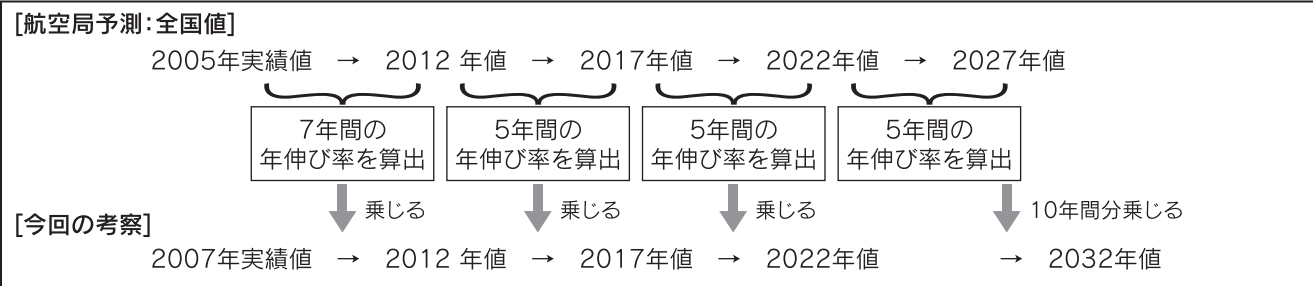 [航空局予測：全国値]
2005年実績値 → 2012 年値 → 2017年値 → 2022年値 → 2027年値
7年間の 5年間の 5年間の 5年間の
年伸び率を算出 年伸び率を算出 年伸び率を算出 年伸び率を算出
乗じる 乗じる 乗じる 10年間分乗じる
[今回の考察]
2007年実績値 → 2012 年値 → 2017年値 → 2022年値 → 2032年値